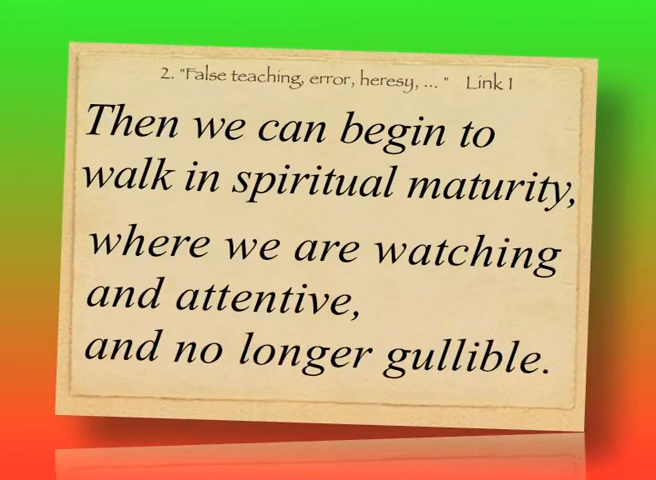 2. "False teaching, error, heresy, ... " Link 1
Then we can begin to
walk in spiritual maturity,
where we are watching
and attentive,
and no longer gullible.